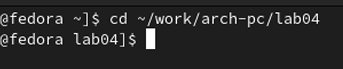 @fedora ~]$ cd ~/work/arch-pc/lab04
@fedora lab04]$